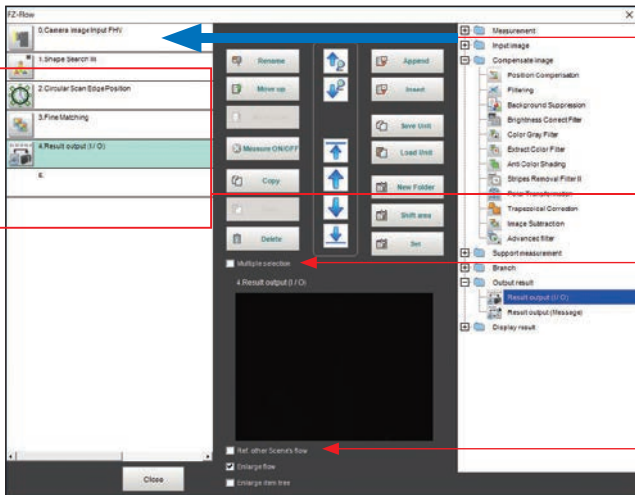 FZ-Flow
0.Camera image Input FHV
1.Shape Search III
2.Circular Scan Edge Position
3.Fine Matching
4.Result output (I / O)
5.
Close
Rename
Move up
Measure ON/OFF
Copy
Delete
Append
Insert
Save Unit
Load Unit
New Folder
Shift area
Set
Multiple selection
4.Result output (I / O)
Ref. other Scene's flow
Enlarge flow
Enlarge item tree
Measurement
Input image
Compensate image
Position Compensation
Filtering
Background Suppression
Brightness Correct Filter
Color Gray Filter
Extract Color Filter
Anti Color Shading
Stripes Removal Filter II
Polar Transformation
Trapezoidal Correction
Image Subtraction
Advanced filter
Support measurement
Branch
Output result
Result output (I / O)
Result output (Message)
Display result